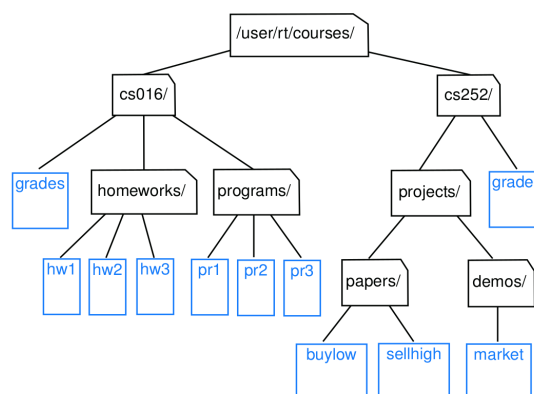 /user/rt/courses/
cs016/
cs252/
grades
homeworks/
programs/
projects/
grade
hw1
hw2
hw3
pr1
pr2
pr3
papers/
demos/
buylow
sellhigh
market